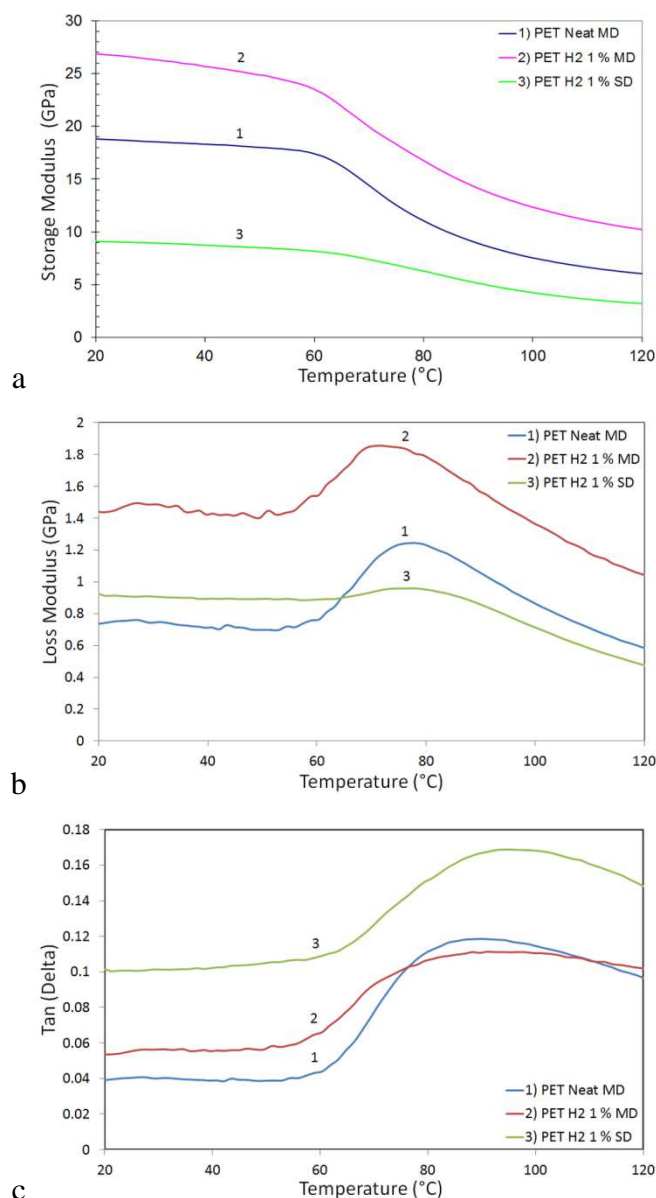 30
25
20
15
10
5
0
Storage Modulus (GPa)
1) PET Neat MD
2) PET H2 1 % MD
3) PET H2 1 % SD
2
1
3
20 40 60 80 100 120
Temperature (°C)
a
2
1.8
1.6
1.4
1.2
1
0.8
0.6
0.4
0.2
0
Loss Modulus (GPa)
1) PET Neat MD
2) PET H2 1 % MD
3) PET H2 1 % SD
2
1
3
20 40 60 80 100 120
Temperature (°C)
b
0.18
0.16
0.14
0.12
0.1
0.08
0.06
0.04
0.02
0
Tan (Delta)
3
2
1
1) PET Neat MD
2) PET H2 1 % MD
3) PET H2 1 % SD
20 40 60 80 100 120
Temperature (°C)
c